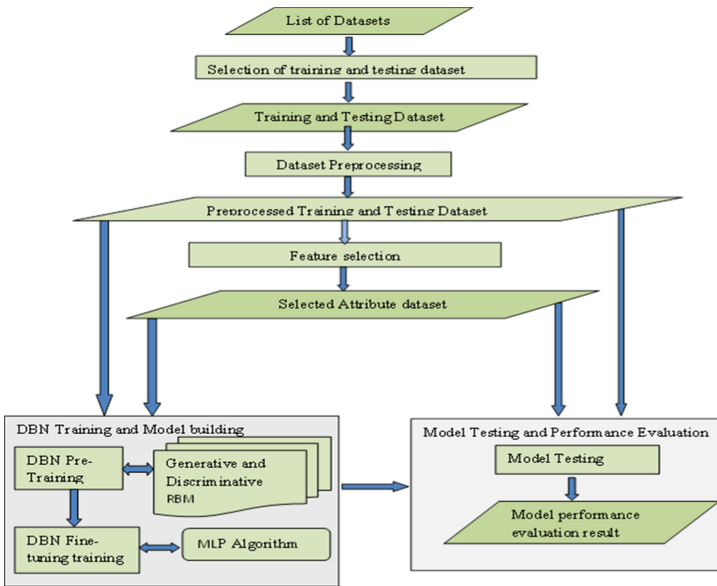 List of Datasets
Selection of training and testing dataset
Training and Testing Dataset
Dataset Preprocessing
Preprocessed Training and Testing Dataset
Feature selection
Selected Attribute dataset
DBN Training and Model building
DBN Pre-
Training
Generative and
Discriminative
RBM
DBN Fine-
tuning training
MLP Algorithm
Model Testing and Performance Evaluation
Model Testing
Model performance
evaluation result